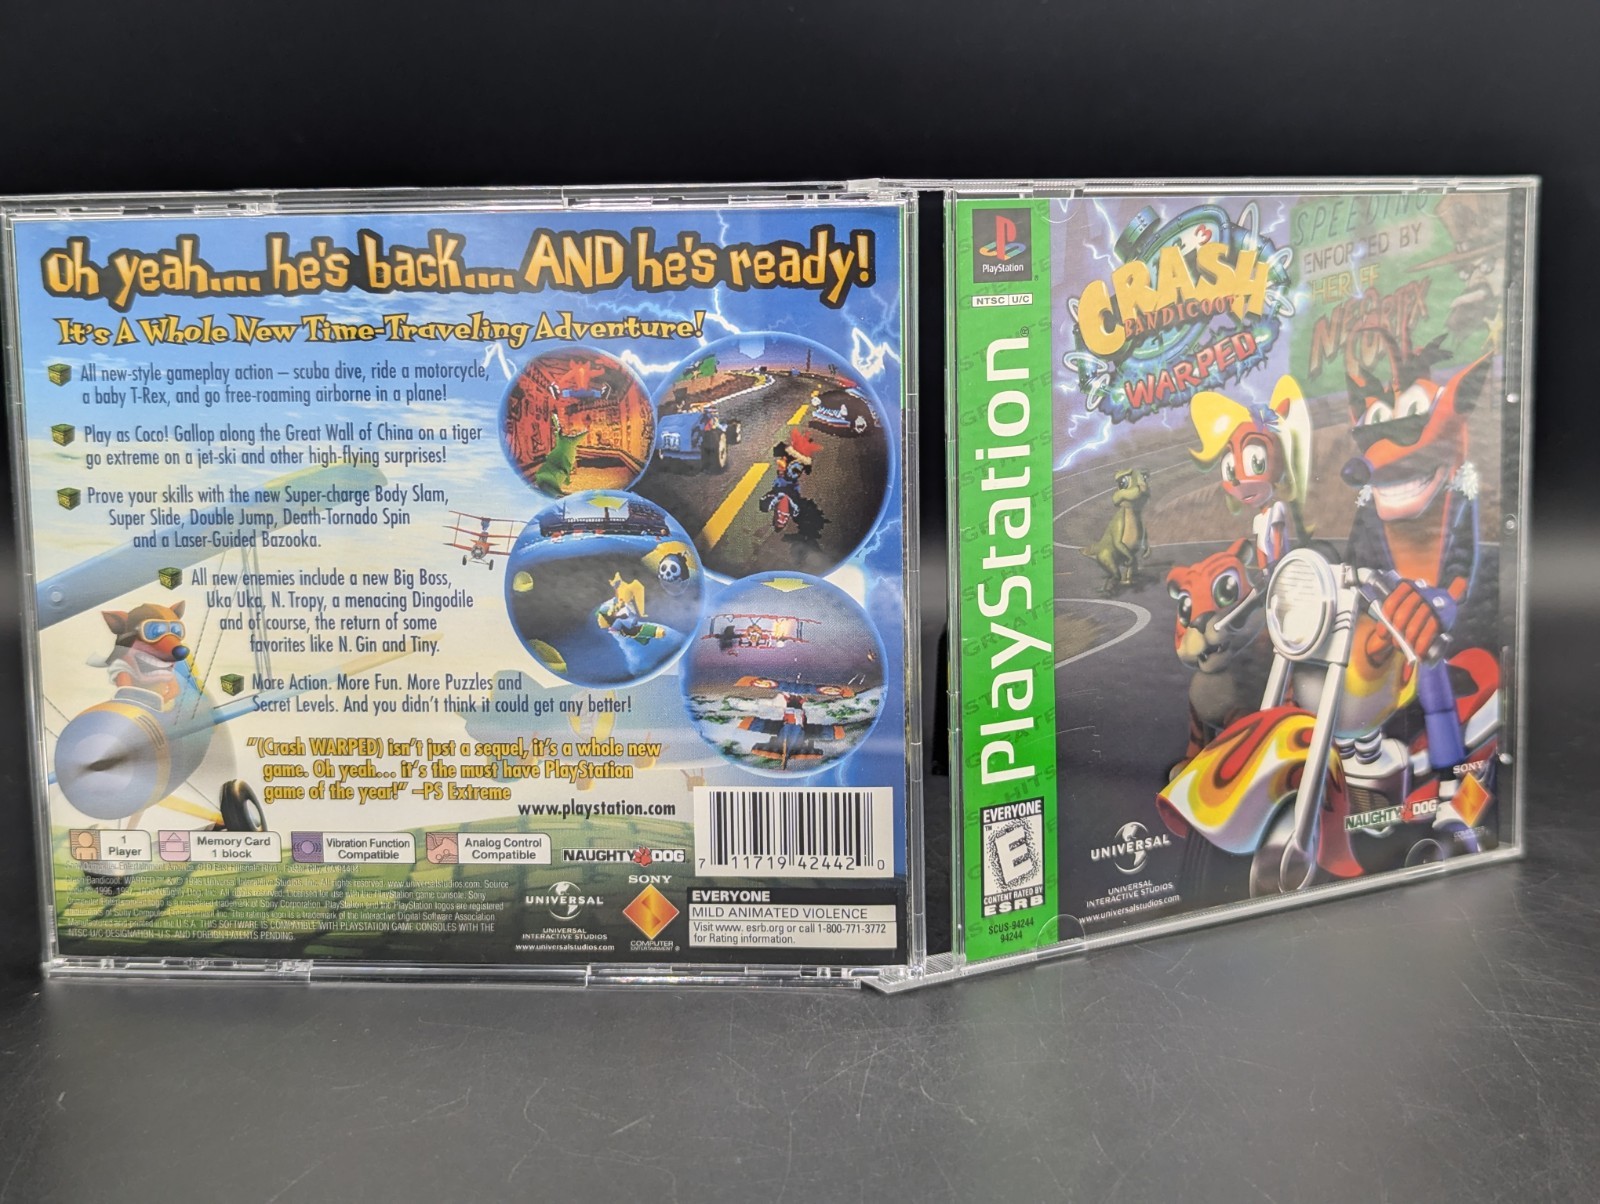 Oh yeah.... he's back.... AND he's ready!
It's A Whole New Time-Traveling Adventure!
All new-style gameplay action – scuba dive, ride a motorcycle,
a baby T-Rex, and go free-roaming airborne in a plane!
Play as Coco! Gallop along the Great Wall of China on a tiger
go extreme on a jet-ski and other high-flying surprises!
Prove your skills with the new Super-charge Body Slam,
Super Slide, Double Jump, Death-Tornado Spin
and a Laser-Guided Bazooka.
All new enemies include a new Big Boss,
Uka Uka, N. Tropy, a menacing Dingodile
and of course, the return of some
favorites like N. Gin and Tiny.
More Action. More Fun. More Puzzles and
Secret Levels. And you didn't think it could get any better!
"(Crash WARPED) isn't just a sequel, it's a whole new
game. Oh yeah... it's the must have PlayStation
game of the year!" –PS Extreme
www.playstation.com
1
Player
Memory Card
1 block
Vibration Function
Compatible
Analog Control
Compatible
NAUGHTY DOG
7 11719 42442 0
NTSC U/C DESIGNATION U.S. AND FOREIGN PATENTS PENDING.
UNIVERSAL
UNIVERSAL
INTERACTIVE STUDIOS
www.universalstudios.com
SONY
COMPUTER
ENTERTAINMENT
EVERYONE
MILD ANIMATED VIOLENCE
Visit www.esrb.org or call 1-800-771-3772
for Rating information.
PlayStation
NTSC U/C
PlayStation
GREATEST HITS
EVERYONE
E
CONTENT RATED BY
ESRB
SCUS-94244
94244
1 2 3
CRASH
BANDICOOT
WARPED
SPEEDING
ENFORCED BY
UNIVERSAL
UNIVERSAL
INTERACTIVE STUDIOS
www.universalstudios.com
NAUGHTY DOG
SONY